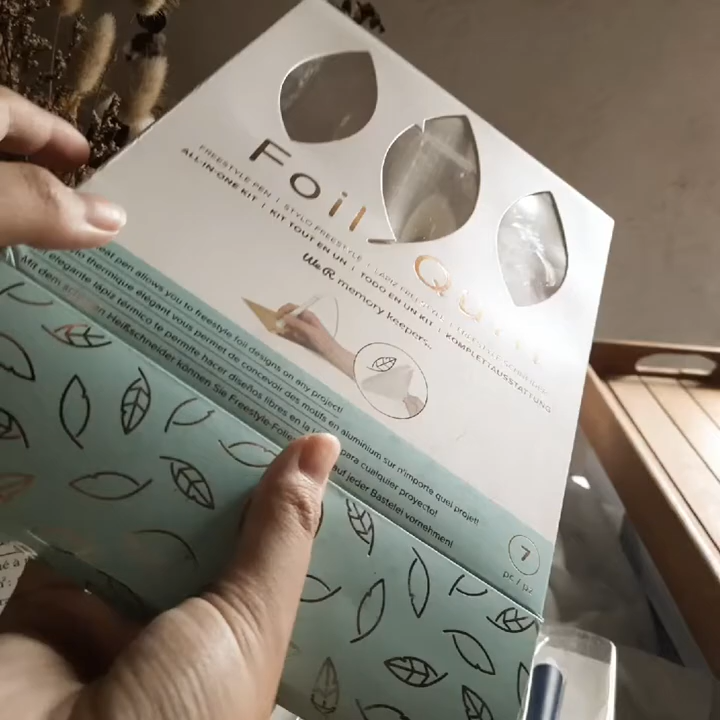 Foil Quill
FREESTYLE PEN | STYLO FREESTYLE | LÁPIZ FREESTYLE | FREESTYLE
ALL-IN-ONE KIT | KIT TOUT EN UN | TODO EN UN KIT | KOMPLETTAUSSTATTUNG
We R memory keepers.
heat pen allows you to freestyle foil designs on any project!
thermique élégant vous permet de concevoir des motifs en aluminium sur n'importe quel projet!
elegante lápiz térmico te permite hacer diseños libres en la para cualquier proyecto!
Mit dem Heißschneider können Sie Freestyle-Folie auf jeder Bastelei vornehmen!
7
pc / pz